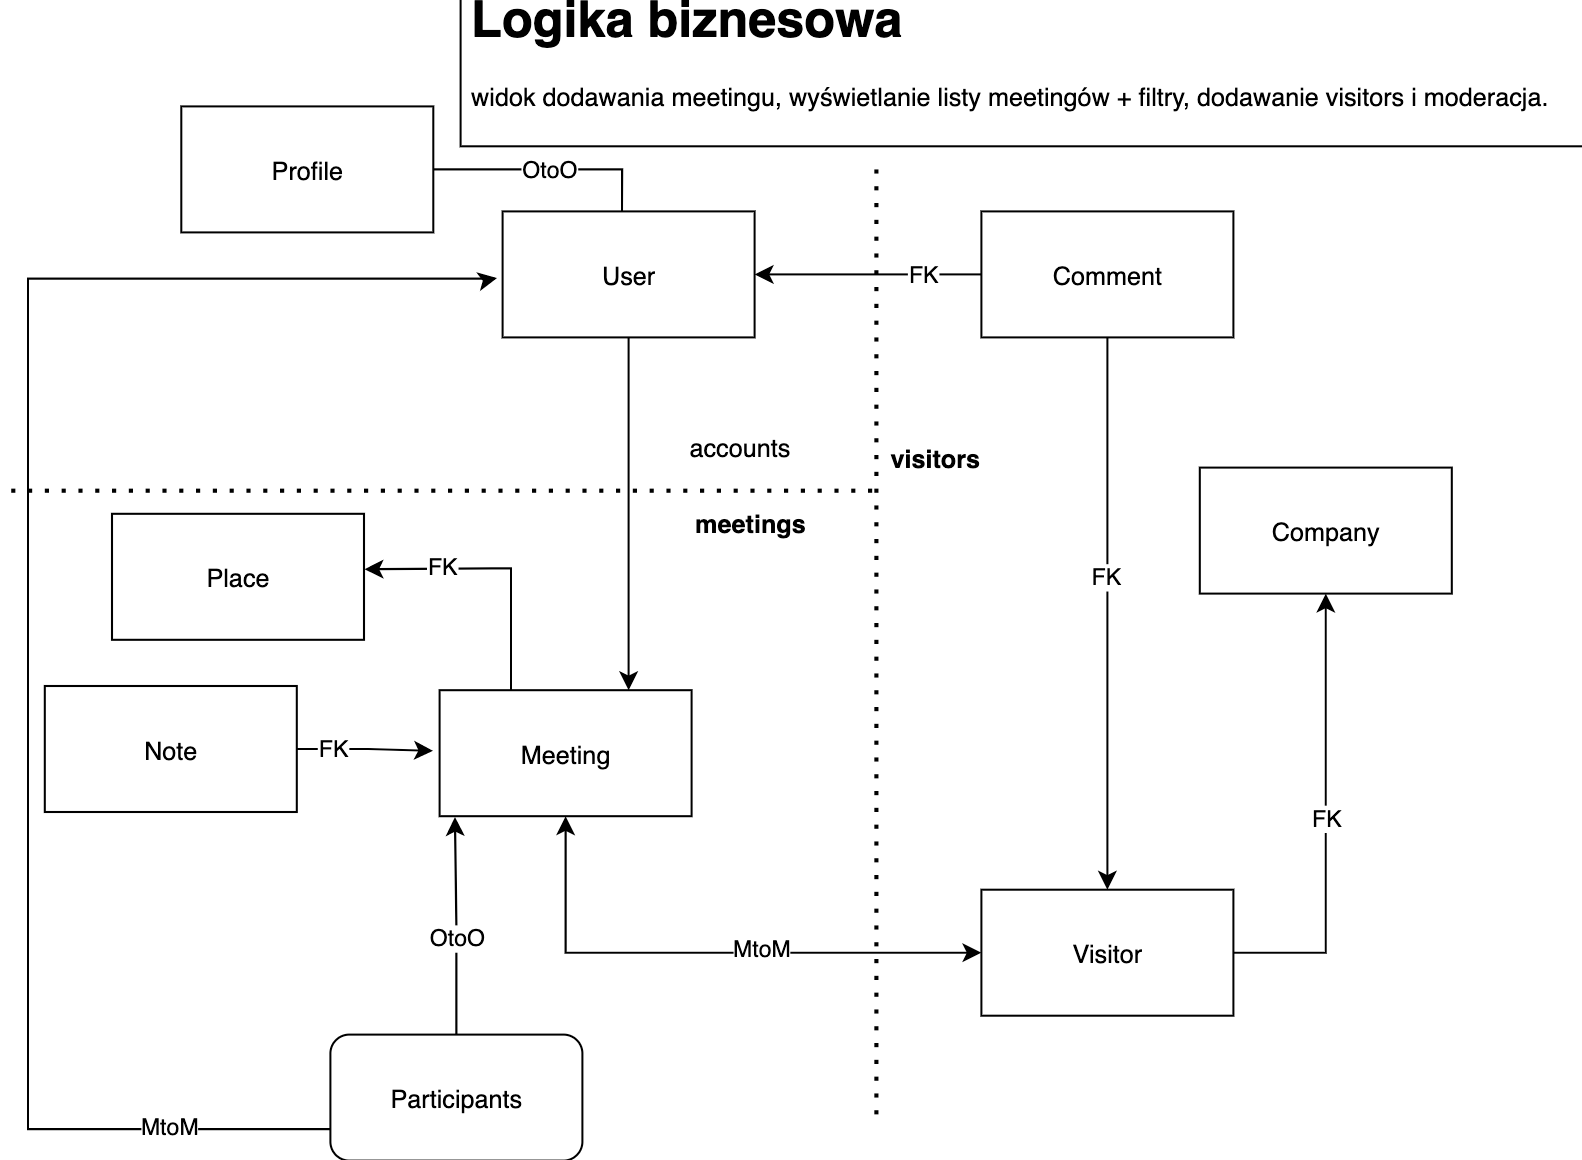 Logika biznesowa
widok dodawania meetingu, wyświetlanie listy meetingów + filtry, dodawanie visitors i moderacja.
Profile
OtoO
User
FK
Comment
accounts
visitors
meetings
Company
Place
FK
FK
Note
FK
Meeting
FK
OtoO
MtoM
Visitor
Participants
MtoM